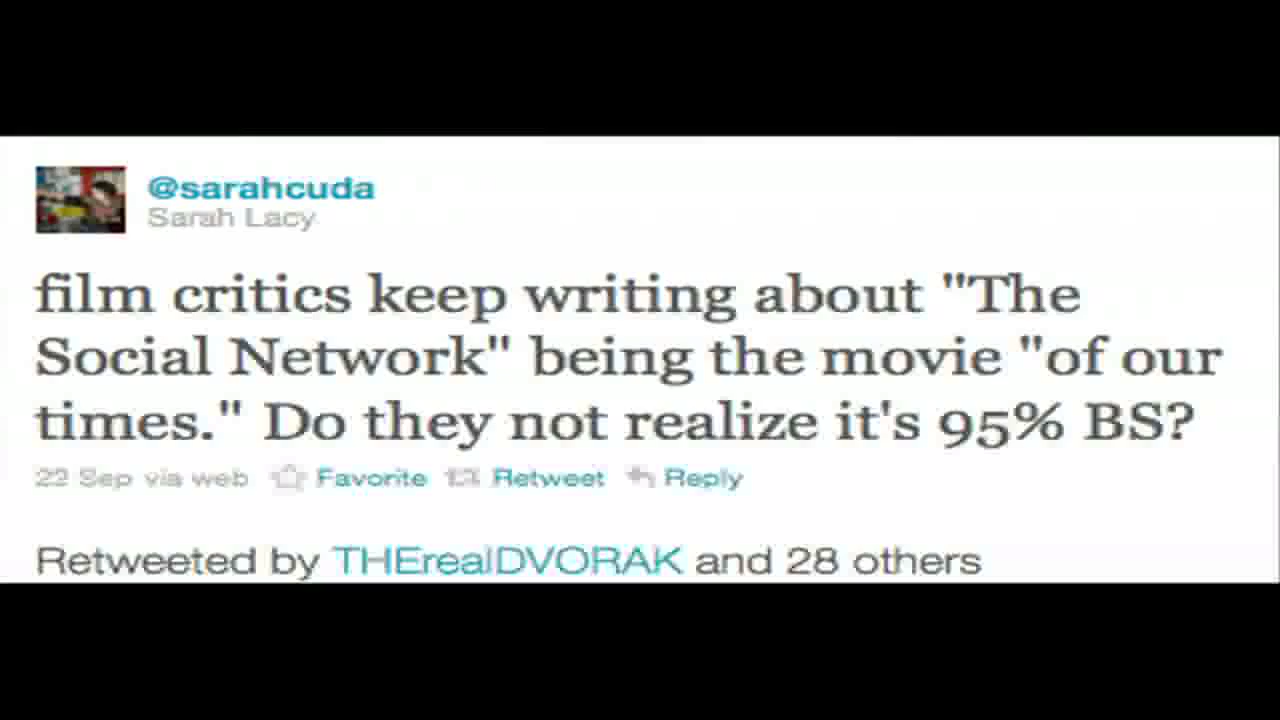 @sarahcuda
Sarah Lacy
film critics keep writing about "The
Social Network" being the movie "of our
times." Do they not realize it's 95% BS?
22 Sep via web Favorite Retweet Reply
Retweeted by THErealDVORAK and 28 others